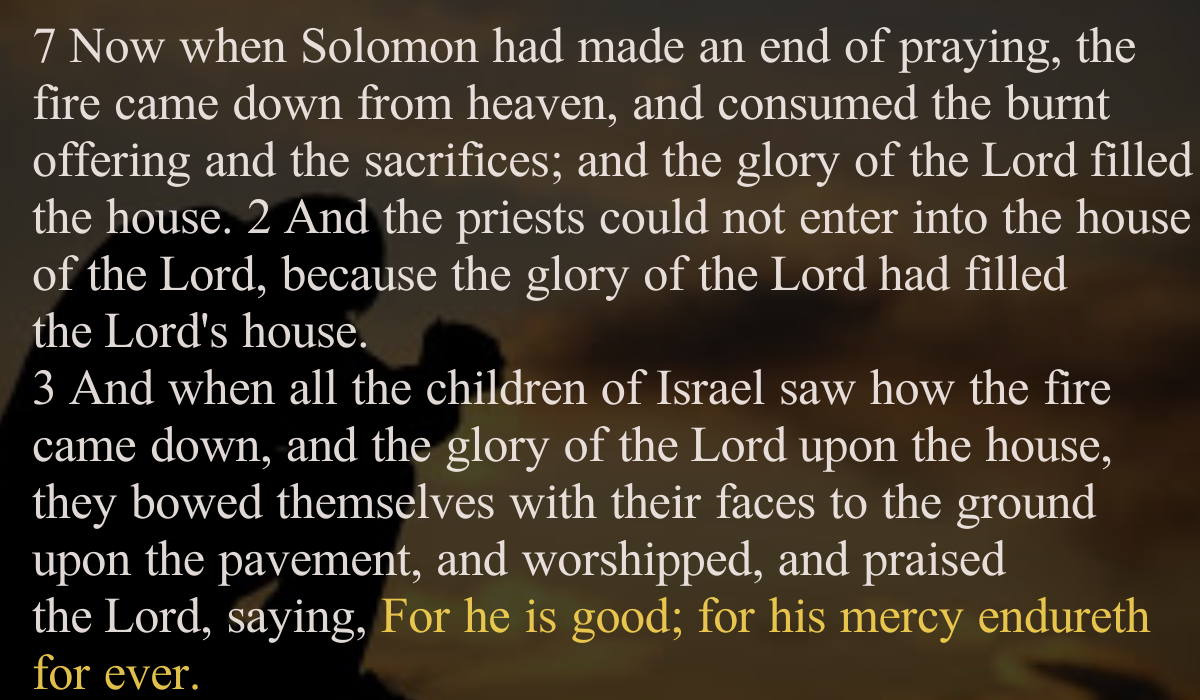 7 Now when Solomon had made an end of praying, the
fire came down from heaven, and consumed the burnt
offering and the sacrifices; and the glory of the Lord filled
the house. 2 And the priests could not enter into the house
of the Lord, because the glory of the Lord had filled
the Lord's house.
3 And when all the children of Israel saw how the fire
came down, and the glory of the Lord upon the house,
they bowed themselves with their faces to the ground
upon the pavement, and worshipped, and praised
the Lord, saying, For he is good; for his mercy endureth
for ever.